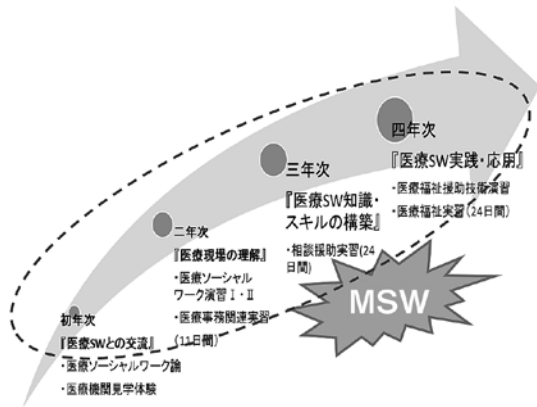 初年次
『医療SWとの交流』
・医療ソーシャルワーク論
・医療機関見学体験
二年次
『医療現場の理解』
・医療ソーシャル
ワーク演習Ⅰ・Ⅱ
・医療事務関連実習
(11日間)
三年次
『医療SW知識・
スキルの構築』
・相談援助実習(24
日間)
四年次
『医療SW実践・応用』
・医療福祉援助技術演習
・医療福祉実習(24日間)
MSW